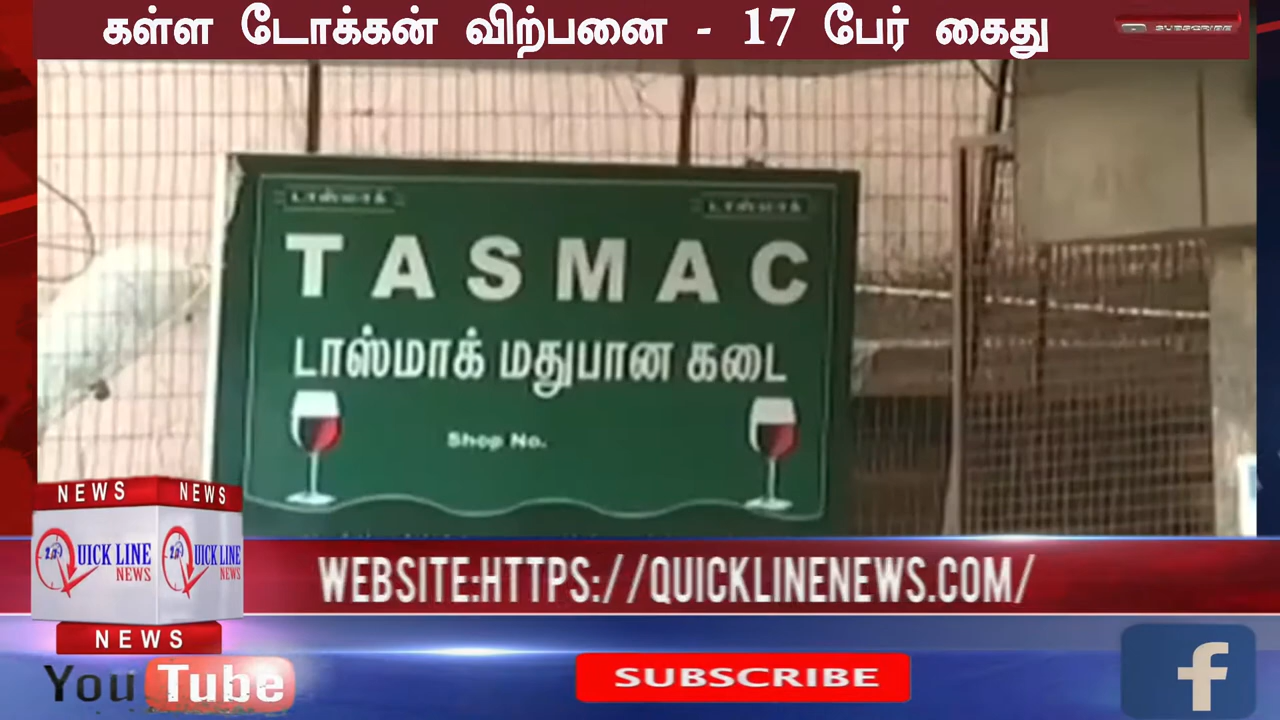 கள்ள டோக்கன் விற்பனை - 17 பேர் கைது
SUBSCRIBE
டாஸ்மாக் டாஸ்மாக்
TASMAC
டாஸ்மாக் மதுபான கடை
Shop No.
NEWS NEWS
QUICK LINE NEWS QUICK LINE NEWS
WEBSITE:HTTPS://QUICKLINENEWS.COM/
NEWS
YouTube SUBSCRIBE f